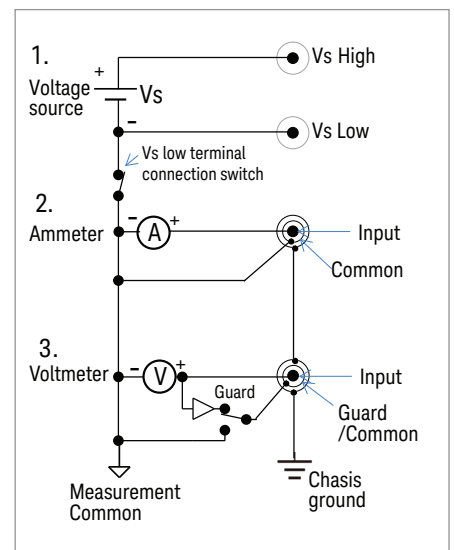 1.
Voltage
source
+
Vs
-
Vs High
Vs Low
Vs low terminal
connection switch
2.
Ammeter
-
A
+
Input
Common
3.
Voltmeter
-
V
+
Guard
Input
Guard
/Common
Measurement
Common
Chasis
ground